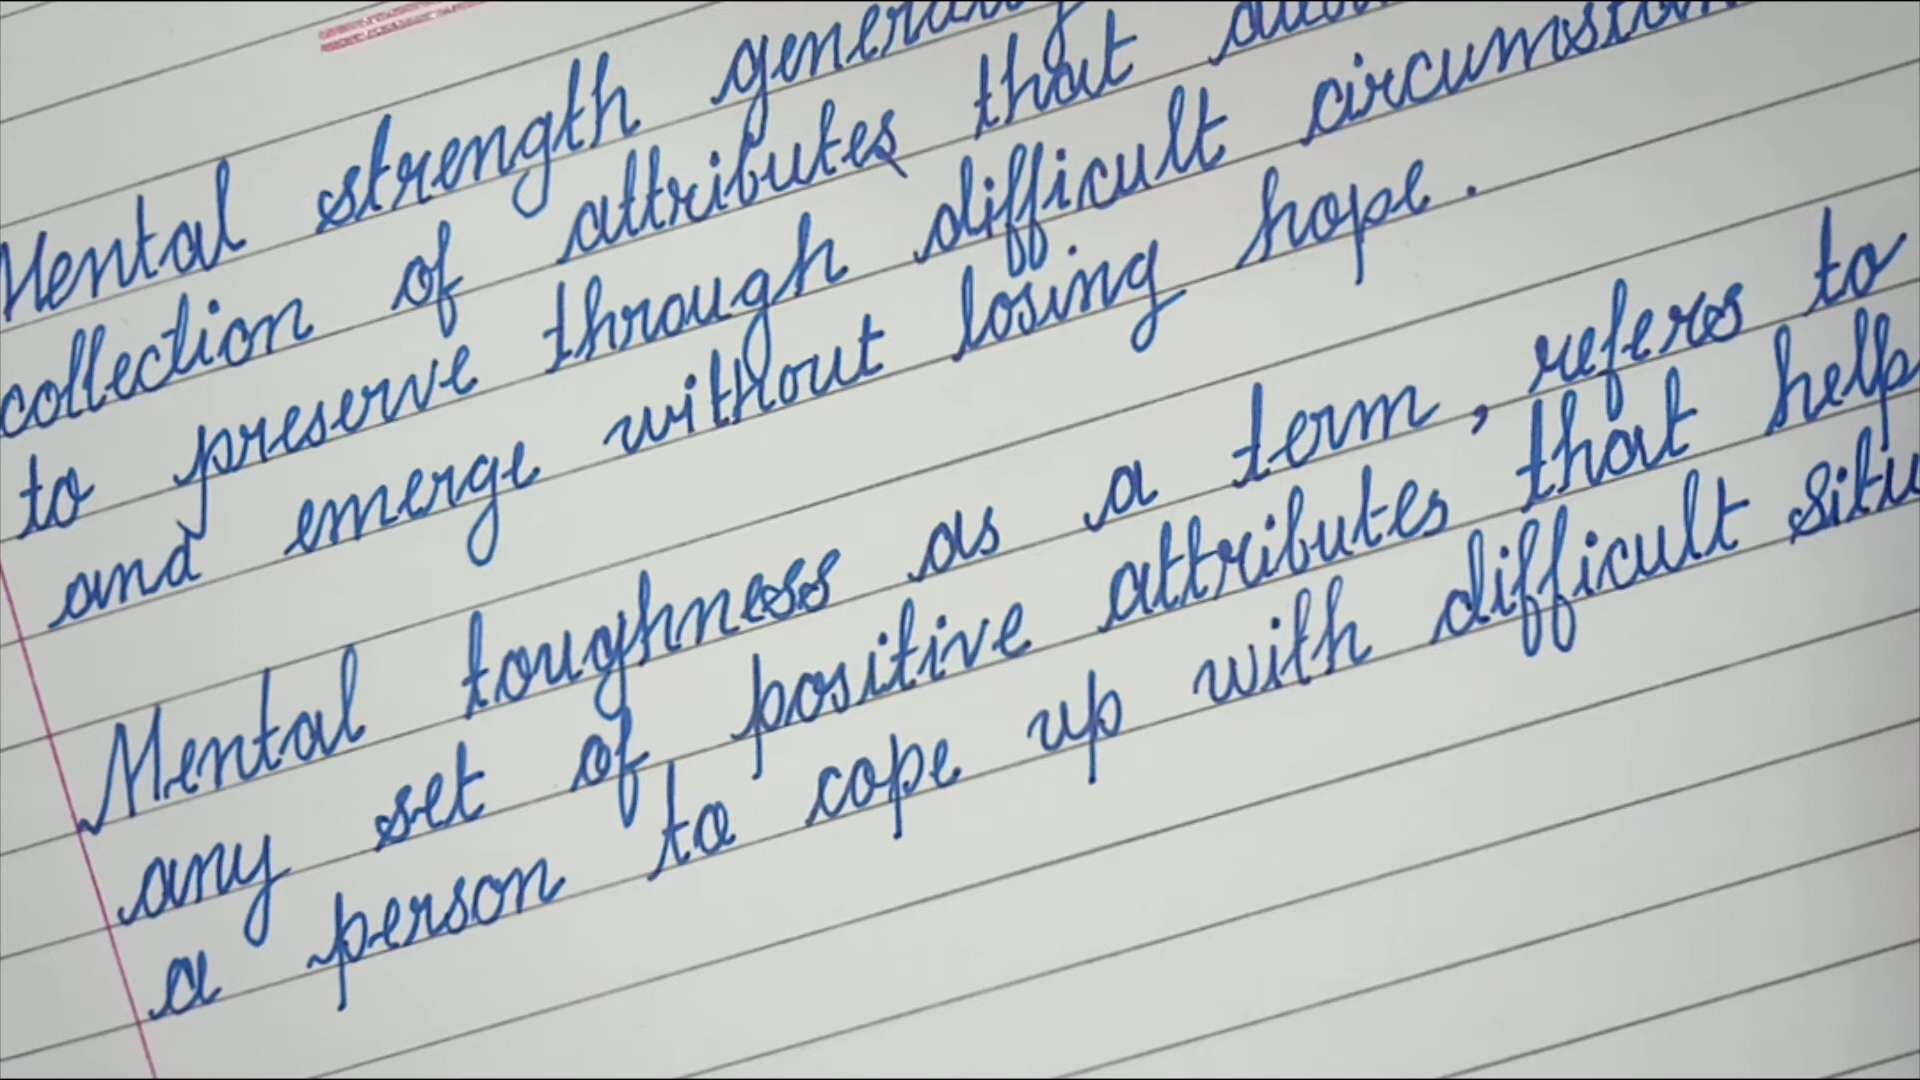 Mental strength
collection of attributes that
to preserve through difficult
and emerge without losing hope.
Mental toughness as a term, refers to
any set of positive attributes that help
a person to cope up with difficult